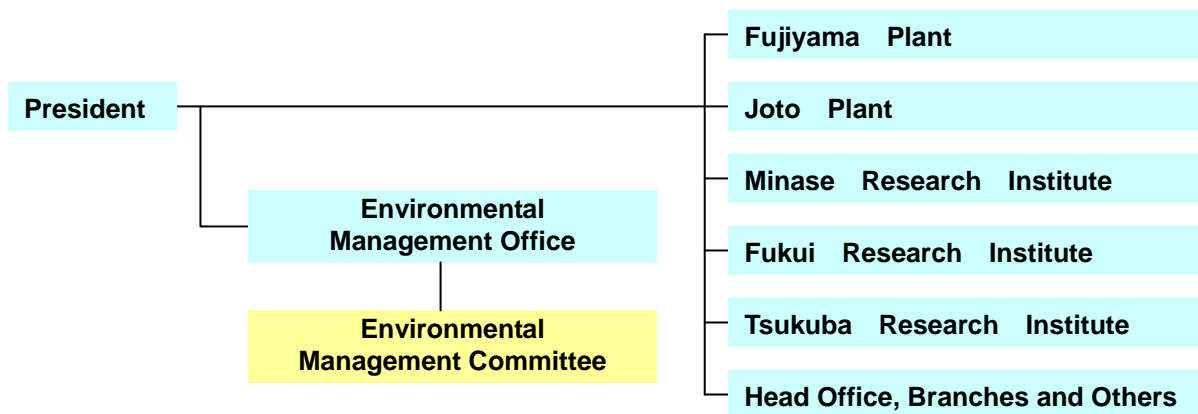 President
Environmental
Management Office
Environmental
Management Committee
Fujiyama Plant
Joto Plant
Minase Research Institute
Fukui Research Institute
Tsukuba Research Institute
Head Office, Branches and Others